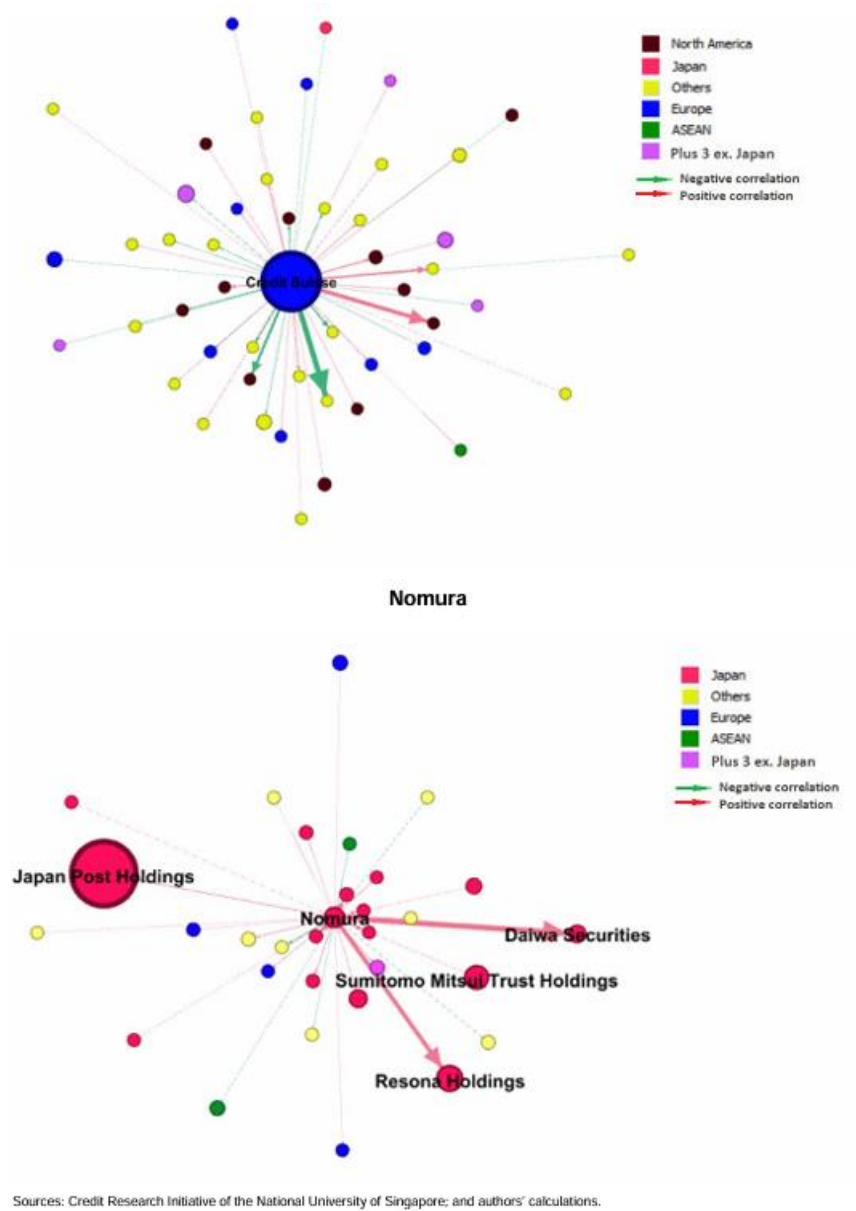 North America
Japan
Others
Europe
ASEAN
Plus 3 ex. Japan
Negative correlation
Positive correlation
Credit Suisse
Nomura
Japan
Others
Europe
ASEAN
Plus 3 ex. Japan
Negative correlation
Positive correlation
Japan Post Holdings
Nomura
Daiwa Securities
Sumitomo Mitsui Trust Holdings
Resona Holdings
Sources: Credit Research Initiative of the National University of Singapore; and authors' calculations.